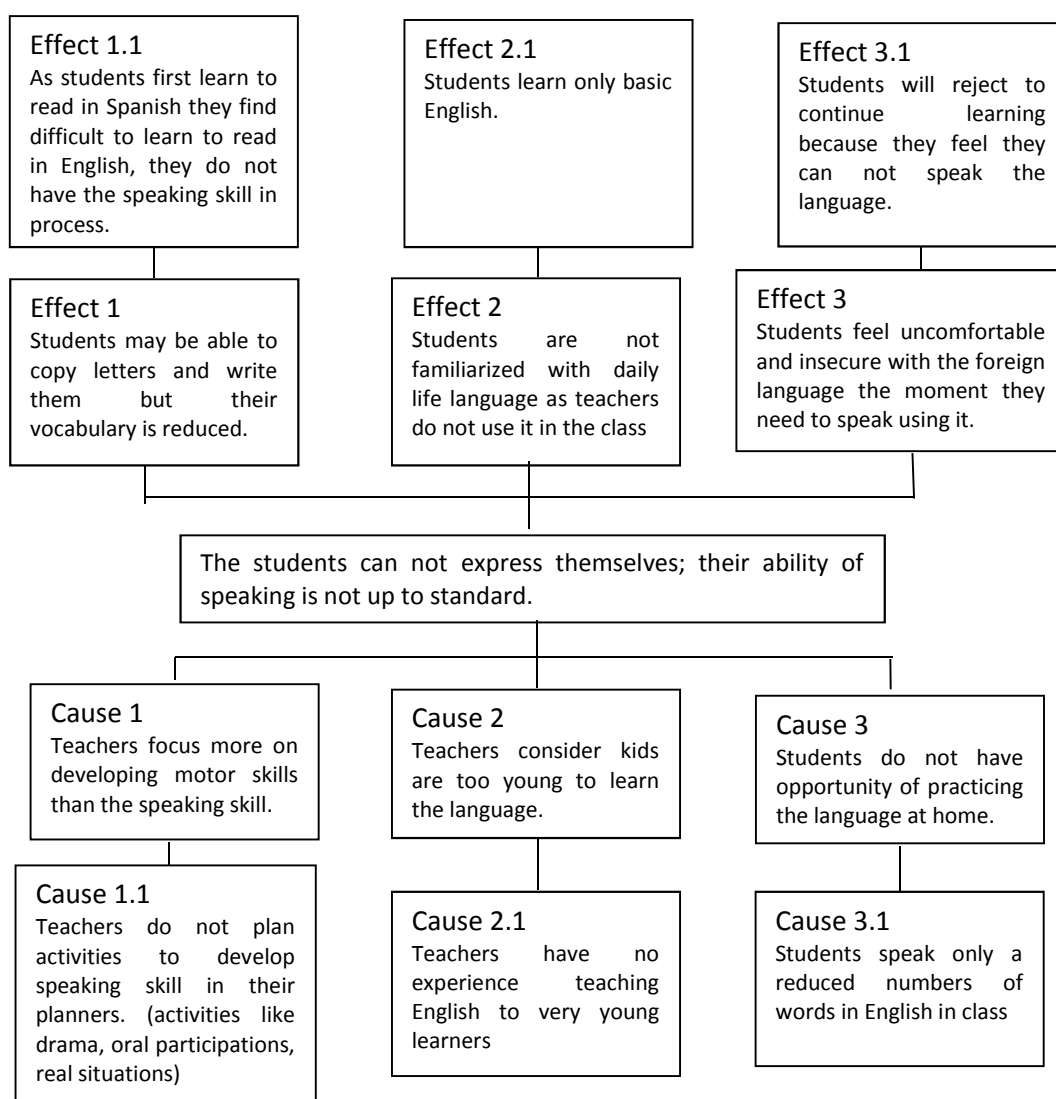 Effect 1.1
As students first learn to
read in Spanish they find
difficult to learn to read
in English, they do not
have the speaking skill in
process.
Effect 2.1
Students learn only basic
English.
Effect 3.1
Students will reject to
continue learning
because they feel they
can not speak the
language.
Effect 1
Students may be able to
copy letters and write
them but their
vocabulary is reduced.
Effect 2
Students are not
familiarized with daily
life language as teachers
do not use it in the class
Effect 3
Students feel uncomfortable
and insecure with the foreign
language the moment they
need to speak using it.
The students can not express themselves; their ability of
speaking is not up to standard.
Cause 1
Teachers focus more on
developing motor skills
than the speaking skill.
Cause 2
Teachers consider kids
are too young to learn
the language.
Cause 3
Students do not have
opportunity of practicing
the language at home.
Cause 1.1
Teachers do not plan
activities to develop
speaking skill in their
planners. (activities like
drama, oral participations,
real situations)
Cause 2.1
Teachers have no
experience teaching
English to very young
learners
Cause 3.1
Students speak only a
reduced numbers of
words in English in class